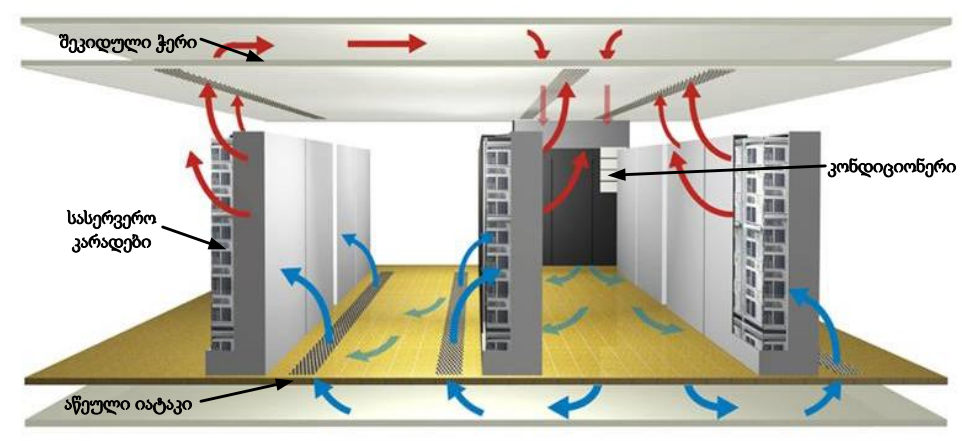 შეკიდული ჭერი
კონდიციონერი
სასერვერო
კარადები
აწეული იატაკი